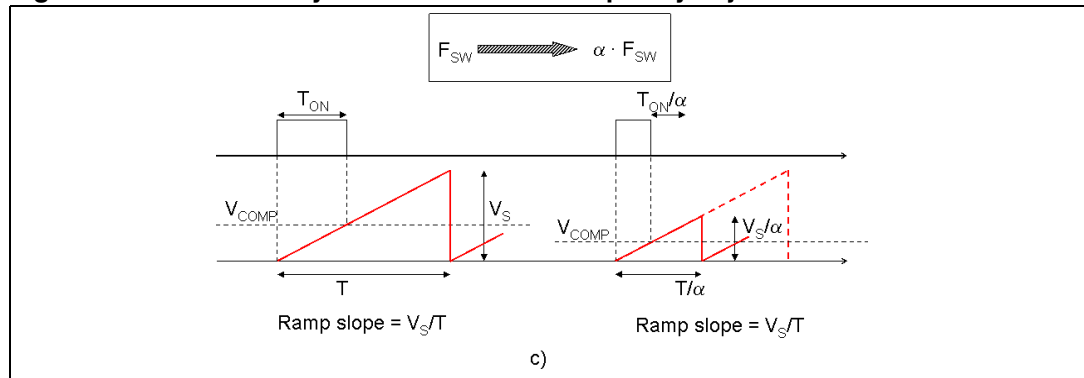 F_SW α · F_SW
T_ON T_ON/α
V_COMP V_S V_COMP V_S/α
T T/α
Ramp slope = V_S/T Ramp slope = V_S/T
c)